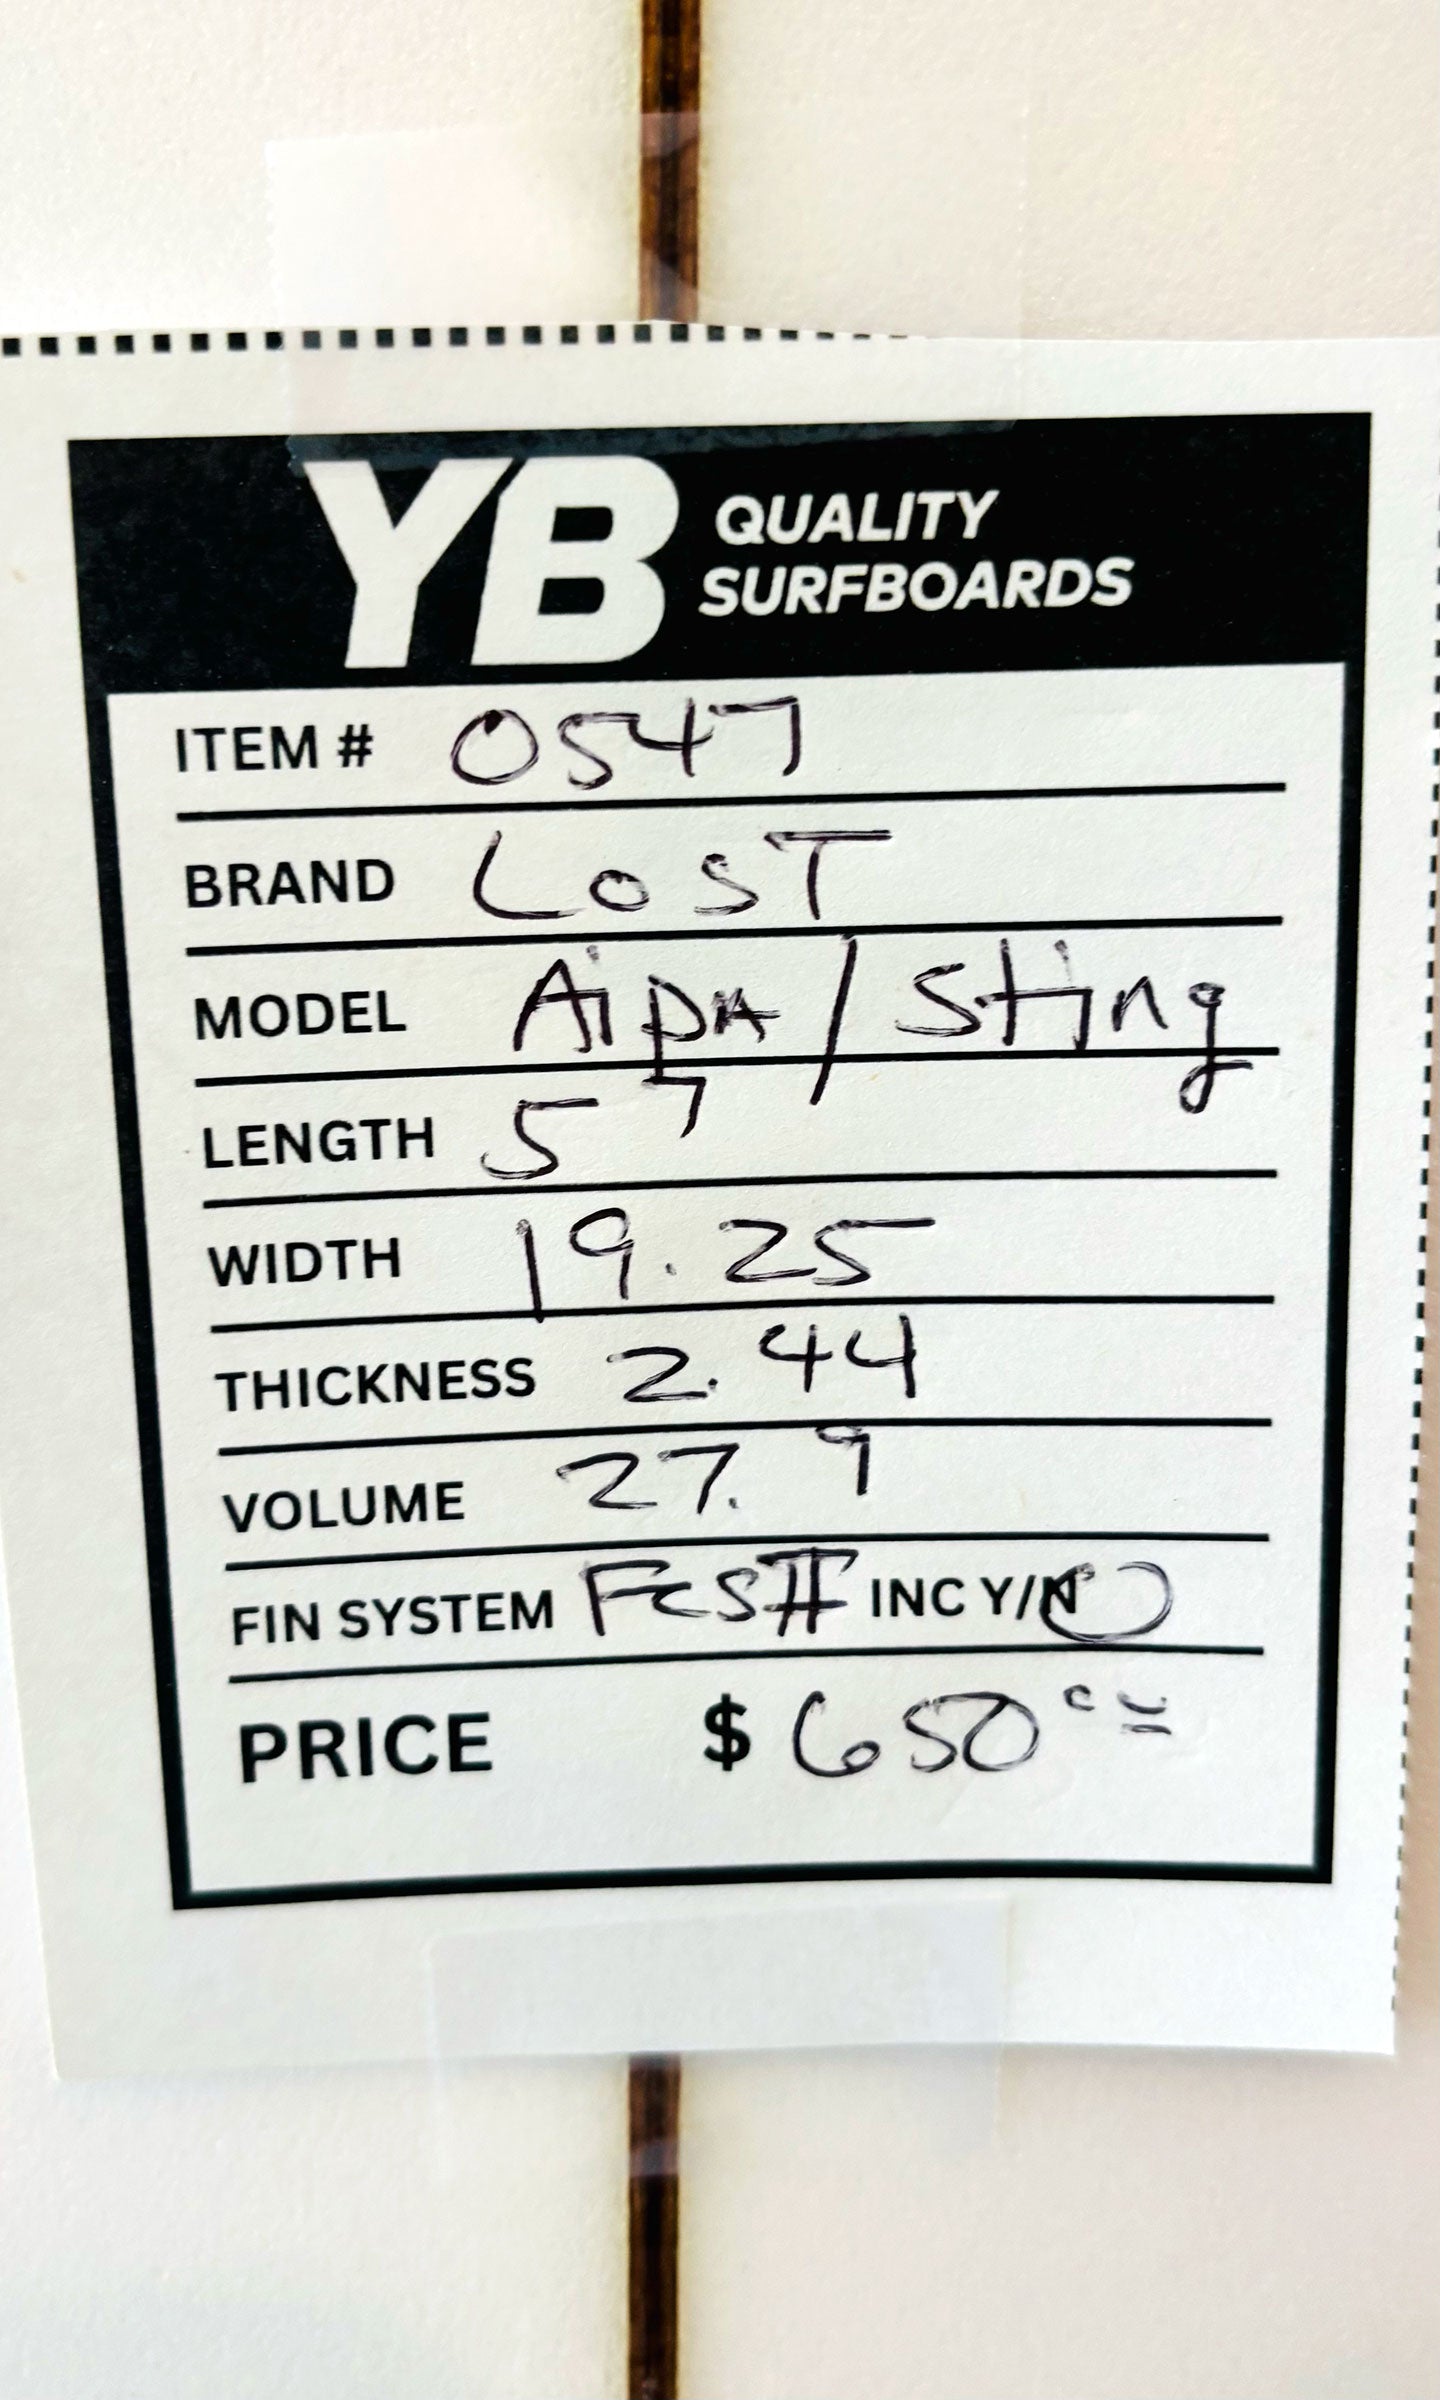 YB QUALITY
SURFBOARDS
ITEM # 0547
BRAND LOST
MODEL AipA / Sting
LENGTH 5 7
WIDTH 19.25
THICKNESS 2.44
VOLUME 27.9
FIN SYSTEM FCSII INC Y/N
PRICE $ 650 00